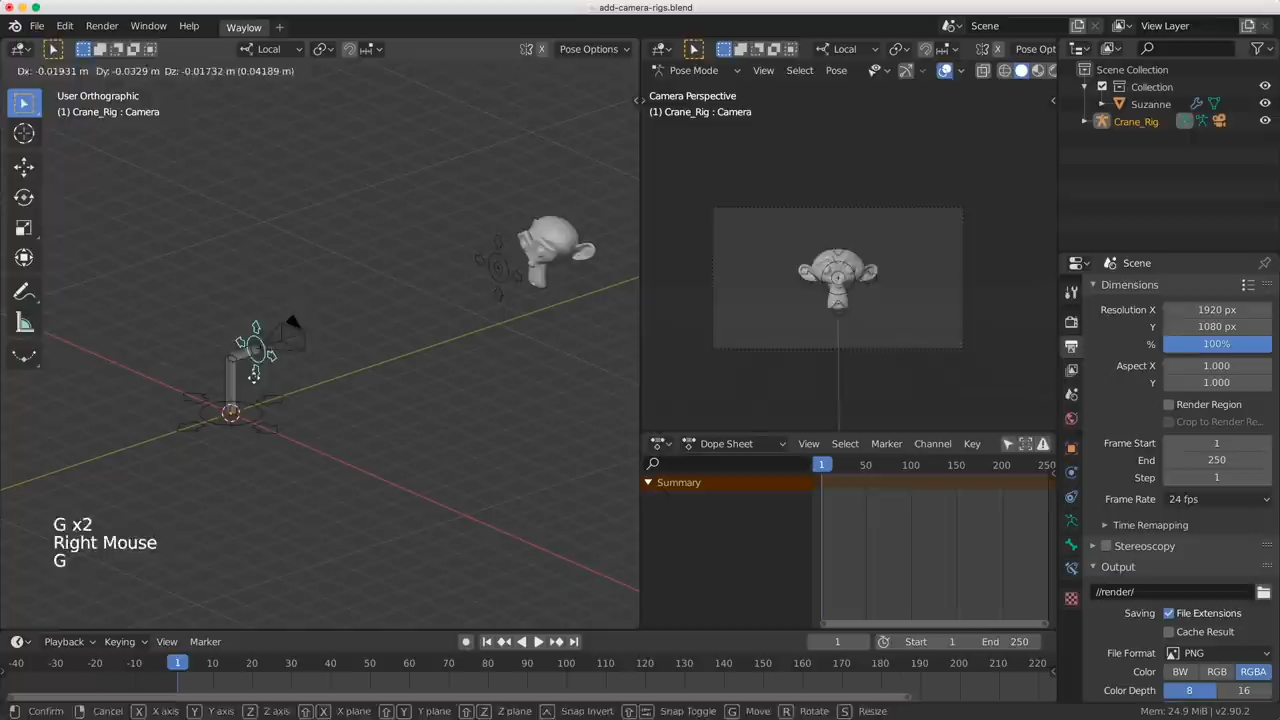 add-camera-rigs.blend
File Edit Render Window Help Waylow + Scene View Layer
Local Pose Options Local Pose Opt
Dx: -0.01931 m Dy: -0.0329 m Dz: -0.01732 m (0.04189 m)
Pose Mode View Select Pose
User Orthographic
(1) Crane_Rig : Camera
Camera Perspective
(1) Crane_Rig : Camera
Scene Collection
Collection
Suzanne
Crane_Rig
Scene
Dimensions
Resolution X 1920 px
Y 1080 px
% 100%
Aspect X 1.000
Y 1.000
Render Region
Crop to Render Re...
Frame Start 1
End 250
Step 1
Frame Rate 24 fps
Time Remapping
Stereoscopy
Output
//render/
Saving: File Extensions
Cache Result
File Format PNG
Color BW RGB RGBA
Color Depth 8 16
Dope Sheet View Select Marker Channel Key
1 50 100 150 200 250
Summary
G x2
Right Mouse
G
Playback Keying View Marker 1 Start 1 End 250
-40 -30 -20 -10 1 10 20 30 40 50 60 70 80 90 100 110 120 130 140 150 160 170 180 190 200 210 220
Confirm Cancel X X axis Y Y axis Z Z axis X X plane Y Y plane Z Z plane Snap Invert Snap Toggle G Move R Rotate S Resize Mem: 24.9 MiB | v2.90.2